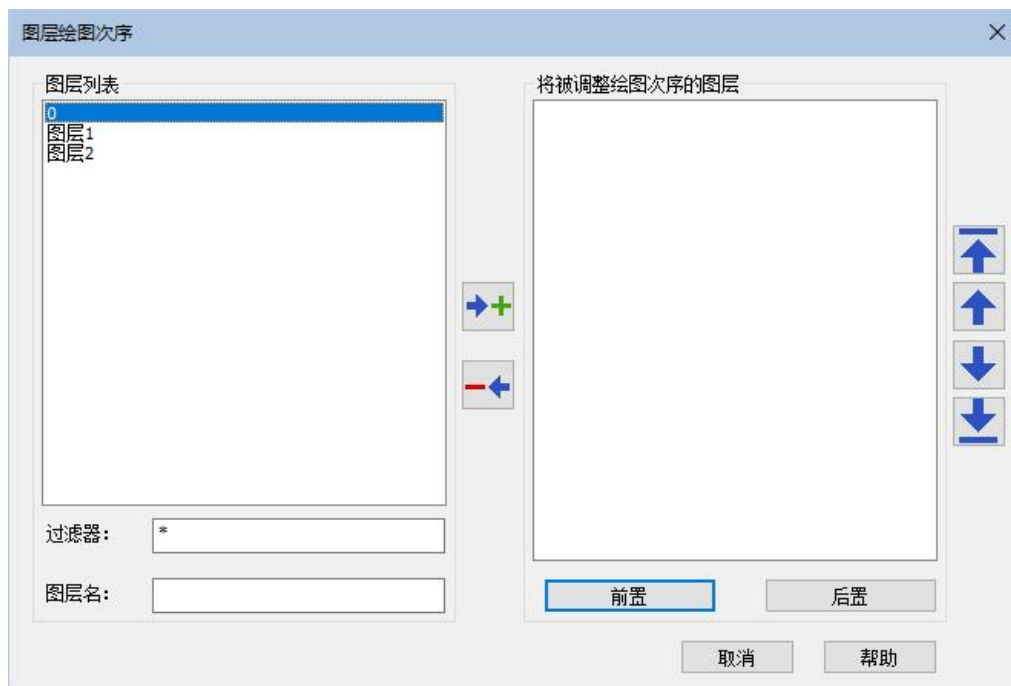 图层绘图次序
图层列表
0
图层1
图层2
过滤器：
*
图层名：
将被调整绘图次序的图层
前置
后置
取消
帮助